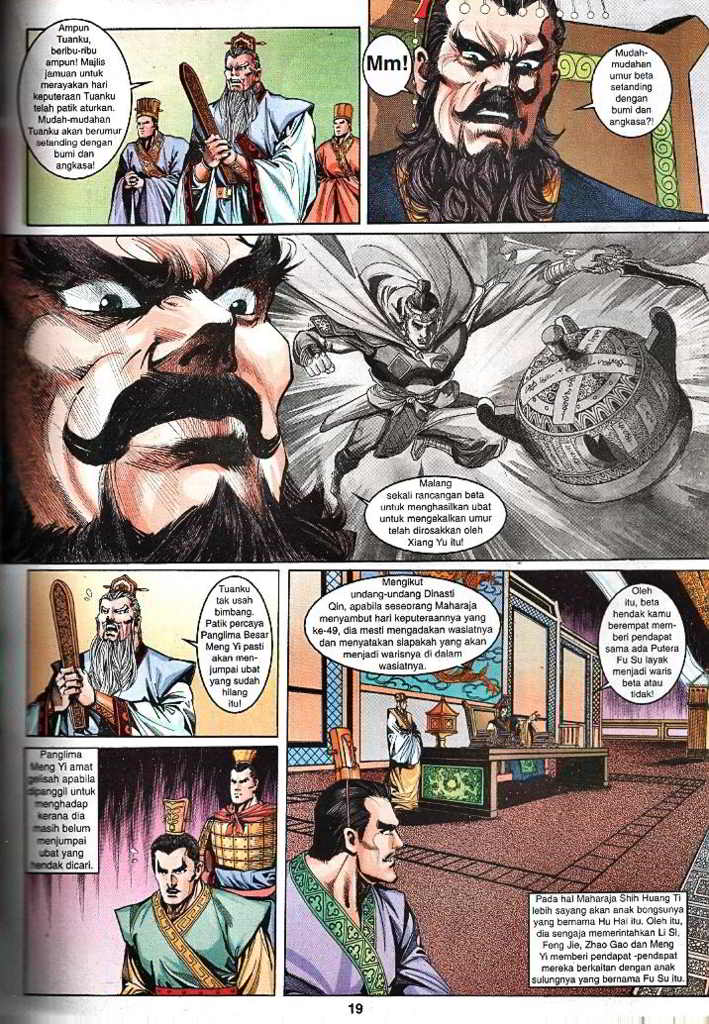 Ampun
Tuanku,
beribu-ribu
ampun! Majlis
jamuan untuk
merayakan hari
keputeraan Tuanku
telah patik aturkan.
Mudah-mudahan
Tuanku akan berumur
setanding dengan
bumi dan
angkasa!
Mm!
Mudah-
mudahan
umur beta
setanding
dengan
bumi dan
angkasa?!
Malang
sekali rancangan beta
untuk menghasilkan ubat
untuk mengekalkan umur
telah dirosakkan oleh
Xiang Yu itu!
Tuanku
tak usah
bimbang.
Patik percaya
Panglima Besar
Meng Yi pasti
akan men-
jumpai ubat
yang sudah
hilang
itu!
Mengikut
undang-undang Dinasti
Qin, apabila seseorang Maharaja
menyambut hari keputeraannya yang
ke-49, dia mesti mengadakan wasiatnya
dan menyatakan siapakah yang akan
menjadi warisnya di dalam
wasiatnya.
Oleh
itu, beta
hendak kamu
berempat mem-
beri pendapat
sama ada Putera
Fu Su layak
menjadi waris
beta atau
tidak!
Panglima
Meng Yi amat
gelisah apabila
dipanggil untuk
menghadap
kerana dia
masih belum
menjumpai
ubat yang
hendak dicari.
Pada hal Maharaja Shih Huang Ti
lebih sayang akan anak bongsunya
yang bernama Hu Hai itu. Oleh itu,
dia sengaja memerintahkan Li Si,
Feng Jie, Zhao Gao dan Meng
Yi memberi pendapat -pendapat
mereka berkaitan dengan anak
sulungnya yang bernama Fu Su itu.
19